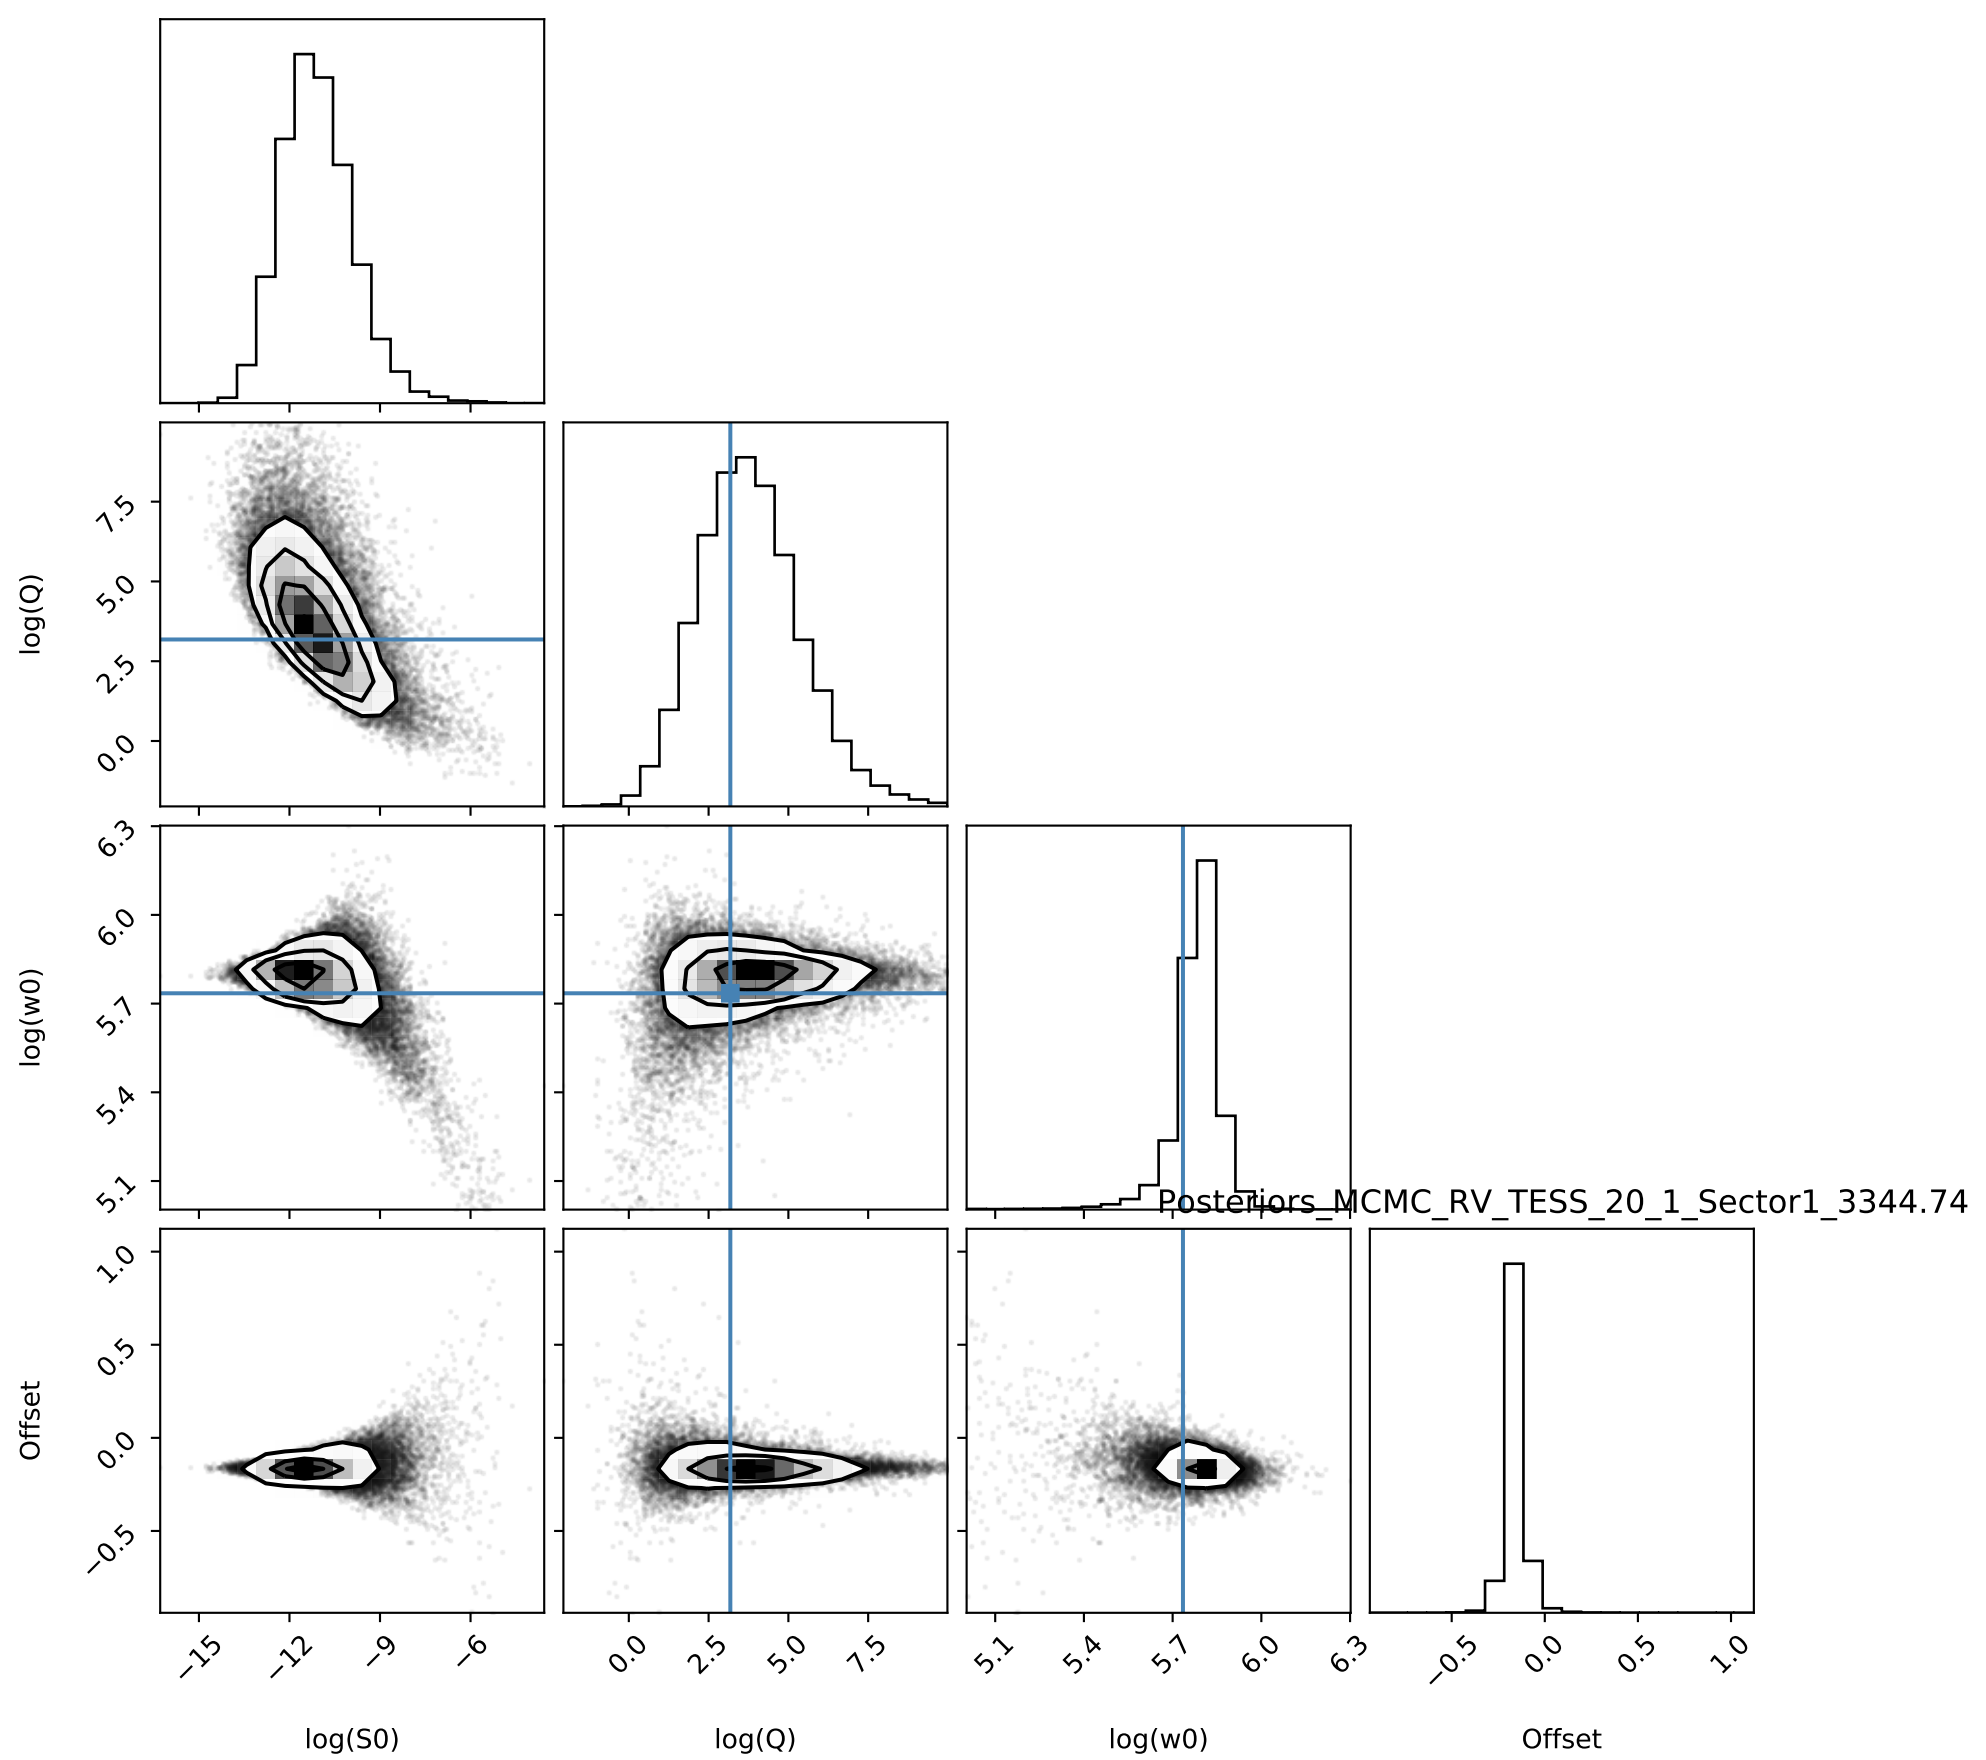 log(Q)
7.5
5.0
2.5
0.0
log(w0)
6.3
6.0
5.7
5.4
5.1
Posteriors_MCMC_RV_TESS_20_1_Sector1_3344.74
Offset
1.0
0.5
0.0
−0.5
−15 −12 −9 −6 0.0 2.5 5.0 7.5 5.1 5.4 5.7 6.0 6.3 −0.5 0.0 0.5 1.0
log(S0) log(Q) log(w0) Offset